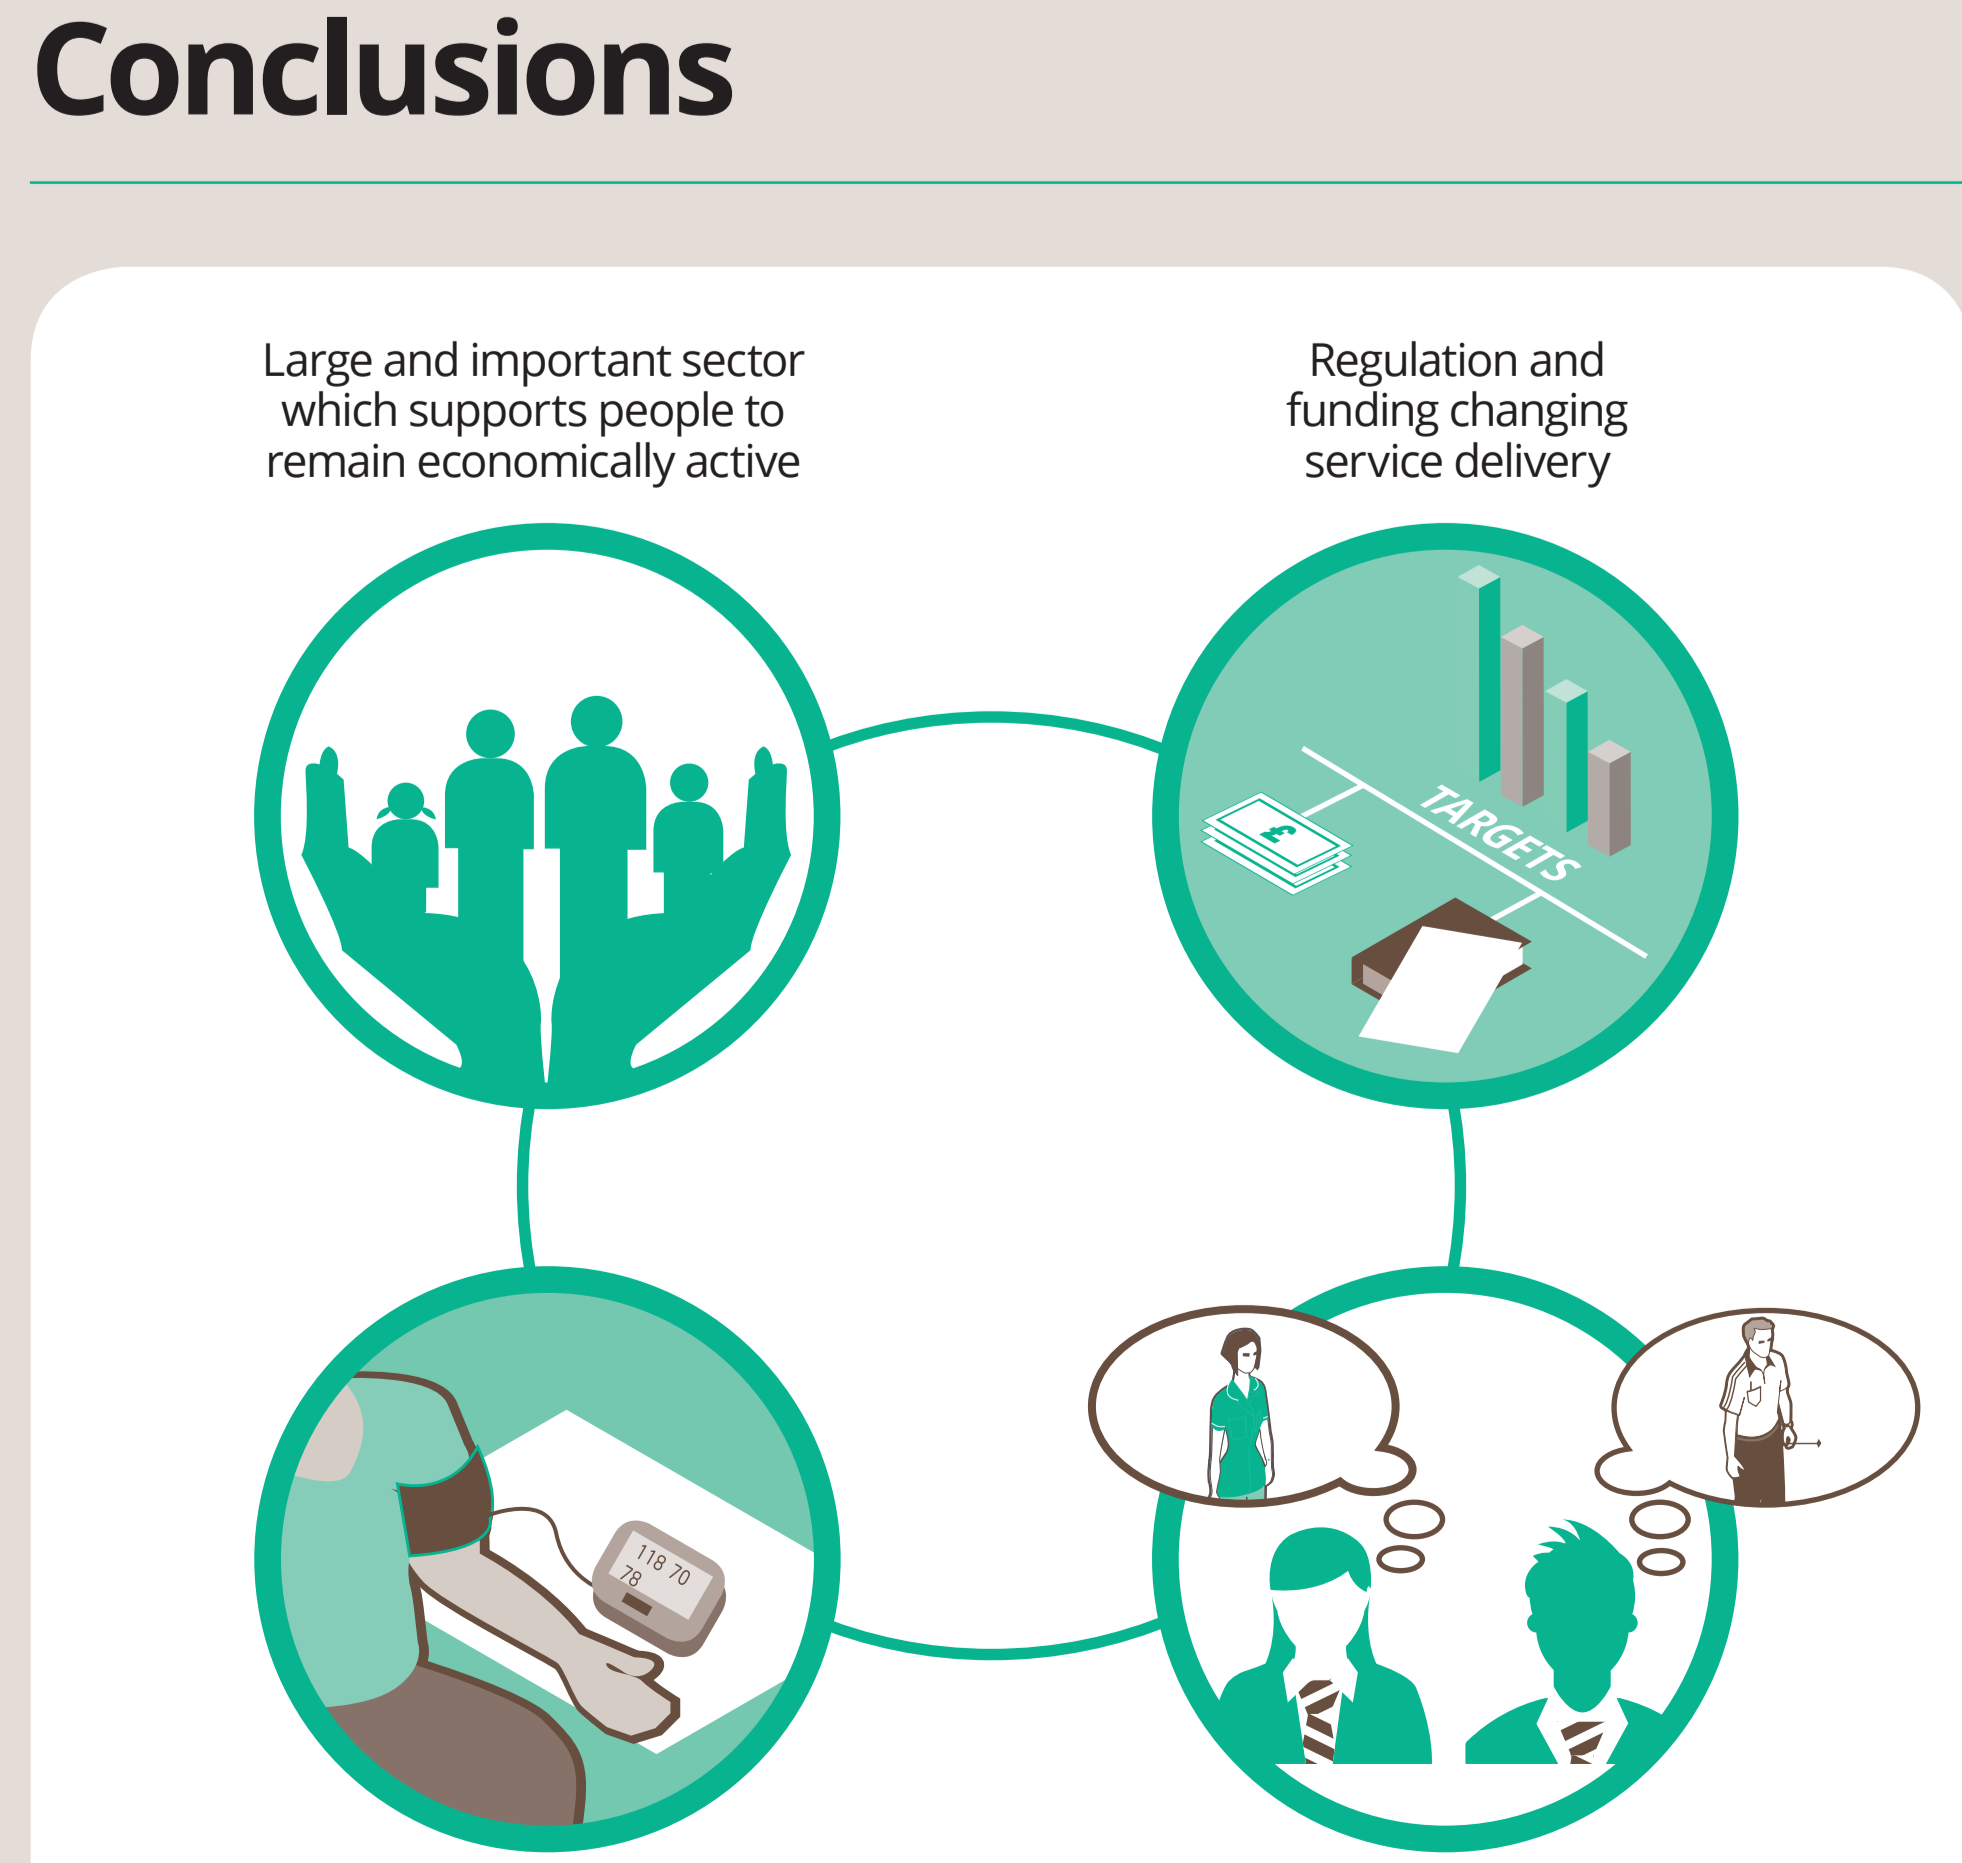 Conclusions
Large and important sector
which supports people to
remain economically active
Regulation and
funding changing
service delivery
£
TARGETS
118 70
78